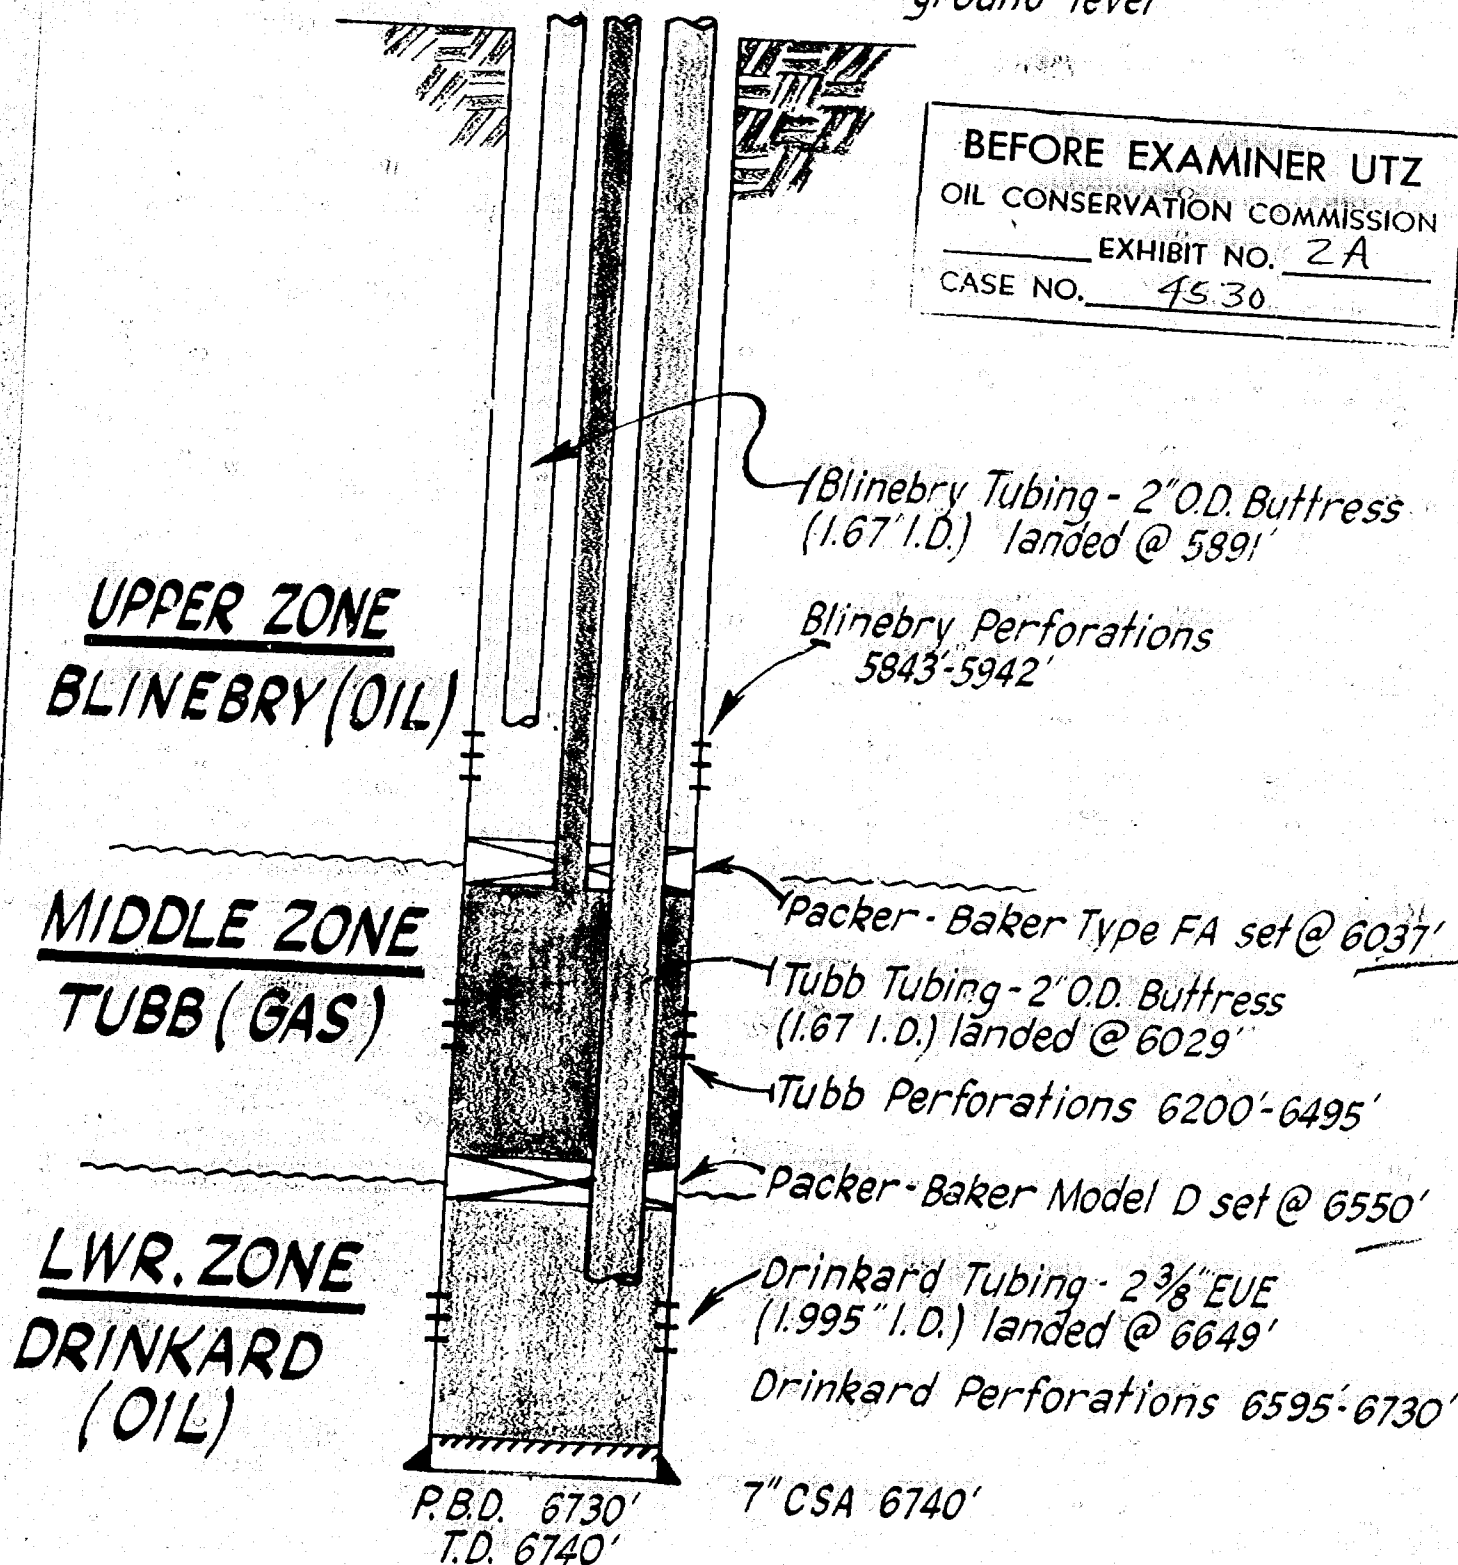 ground level
BEFORE EXAMINER UTZ
OIL CONSERVATION COMMISSION
EXHIBIT NO. 2A
CASE NO. 4530
Blinebry Tubing - 2" O.D. Buttress
(1.67' I.D.) landed @ 5891'
UPPER ZONE
BLINEBRY (OIL)
Blinebry Perforations
5843'-5942'
MIDDLE ZONE
TUBB (GAS)
Packer - Baker Type FA set @ 6037'
Tubb Tubing - 2' O.D. Buttress
(1.67 I.D.) landed @ 6029'
Tubb Perforations 6200'-6495'
Packer - Baker Model D set @ 6550'
LWR. ZONE
DRINKARD
(OIL)
Drinkard Tubing - 2 3/8" EUE
(1.995" I.D.) landed @ 6649'
Drinkard Perforations 6595'-6730'
P.B.D. 6730'
T.D. 6740'
7" CSA 6740'